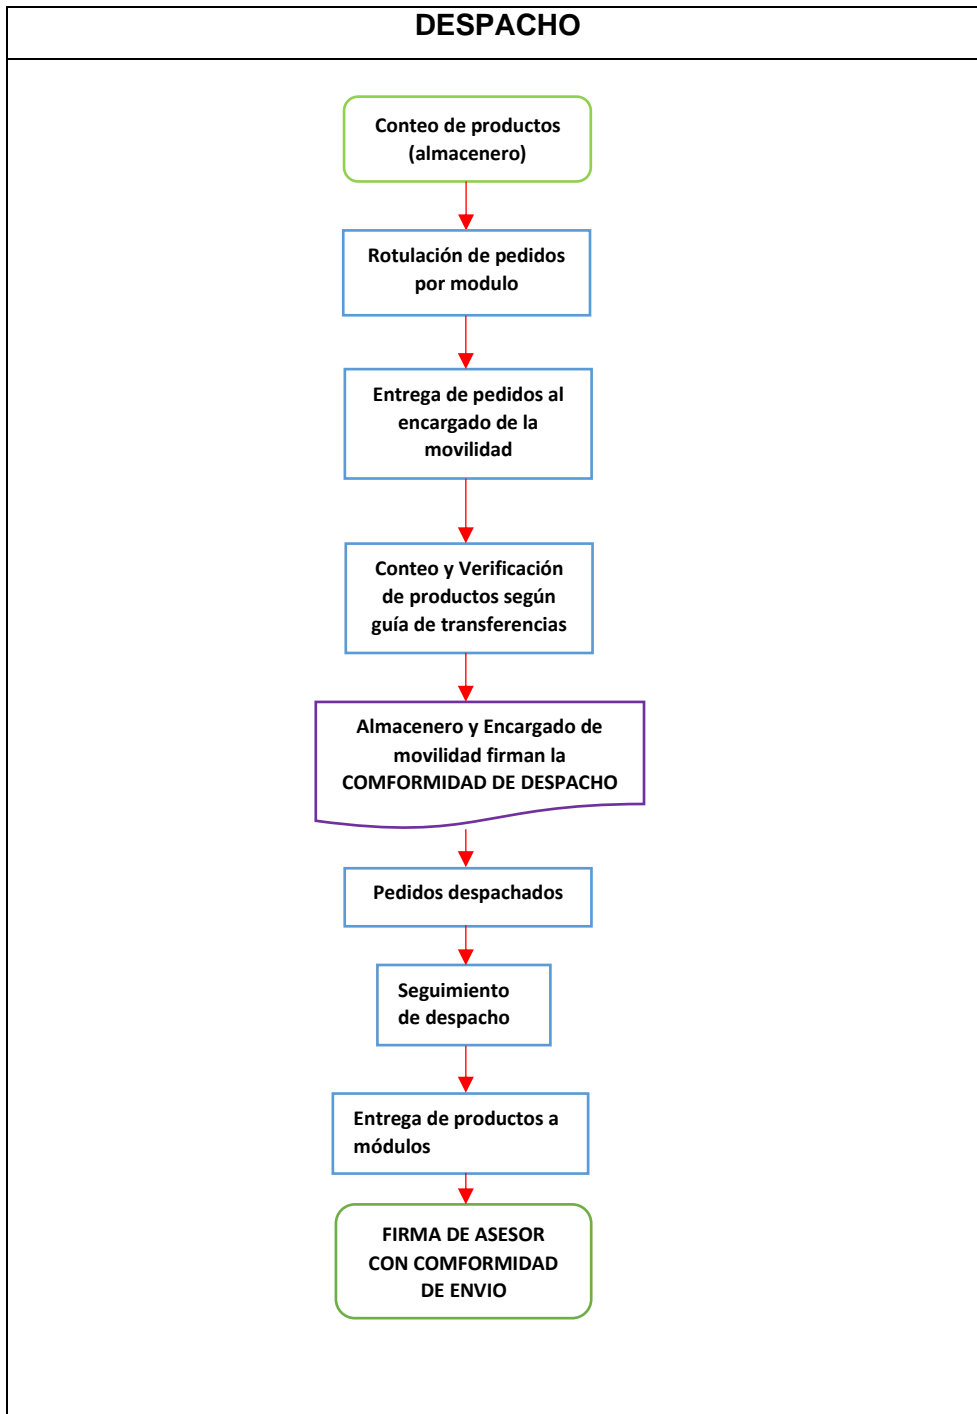 DESPACHO
Conteo de productos
(almacenero)
Rotulación de pedidos
por modulo
Entrega de pedidos al
encargado de la
movilidad
Conteo y Verificación
de productos según
guía de transferencias
Almacenero y Encargado de
movilidad firman la
COMFORMIDAD DE DESPACHO
Pedidos despachados
Seguimiento
de despacho
Entrega de productos a
módulos
FIRMA DE ASESOR
CON COMFORMIDAD
DE ENVIO